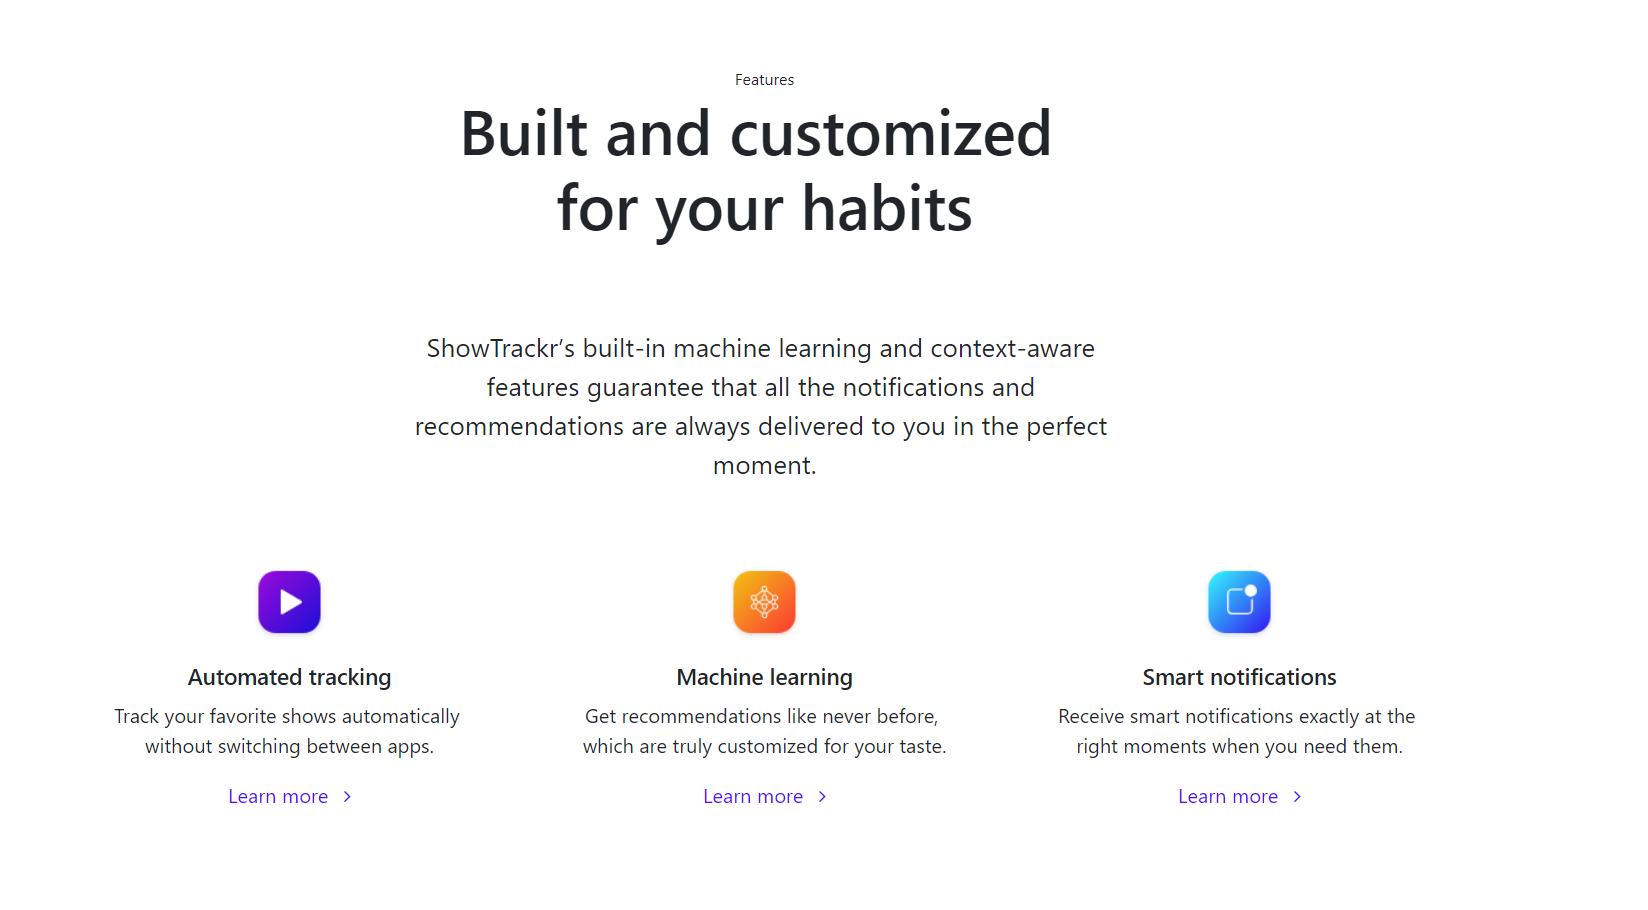 Features
Built and customized
for your habits
ShowTrackr’s built-in machine learning and context-aware
features guarantee that all the notifications and
recommendations are always delivered to you in the perfect
moment.
Automated tracking
Track your favorite shows automatically
without switching between apps.
Learn more
Machine learning
Get recommendations like never before,
which are truly customized for your taste.
Learn more
Smart notifications
Receive smart notifications exactly at the
right moments when you need them.
Learn more